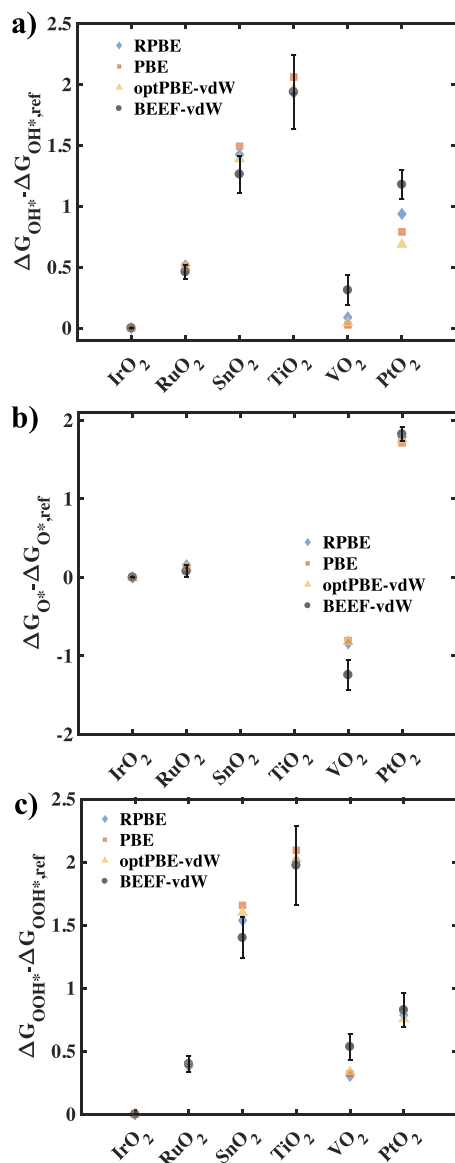 a)
2.5
2
1.5
1
0.5
0
ΔG_OH*-ΔG_OH*,ref
RPBE
PBE
optPBE-vdW
BEEF-vdW
IrO₂ RuO₂ SnO₂ TiO₂ VO₂ PtO₂
b)
2
1
0
-1
-2
ΔG_O*-ΔG_O*,ref
RPBE
PBE
optPBE-vdW
BEEF-vdW
IrO₂ RuO₂ SnO₂ TiO₂ VO₂ PtO₂
c)
2.5
2
1.5
1
0.5
0
ΔG_OOH*-ΔG_OOH*,ref
RPBE
PBE
optPBE-vdW
BEEF-vdW
IrO₂ RuO₂ SnO₂ TiO₂ VO₂ PtO₂